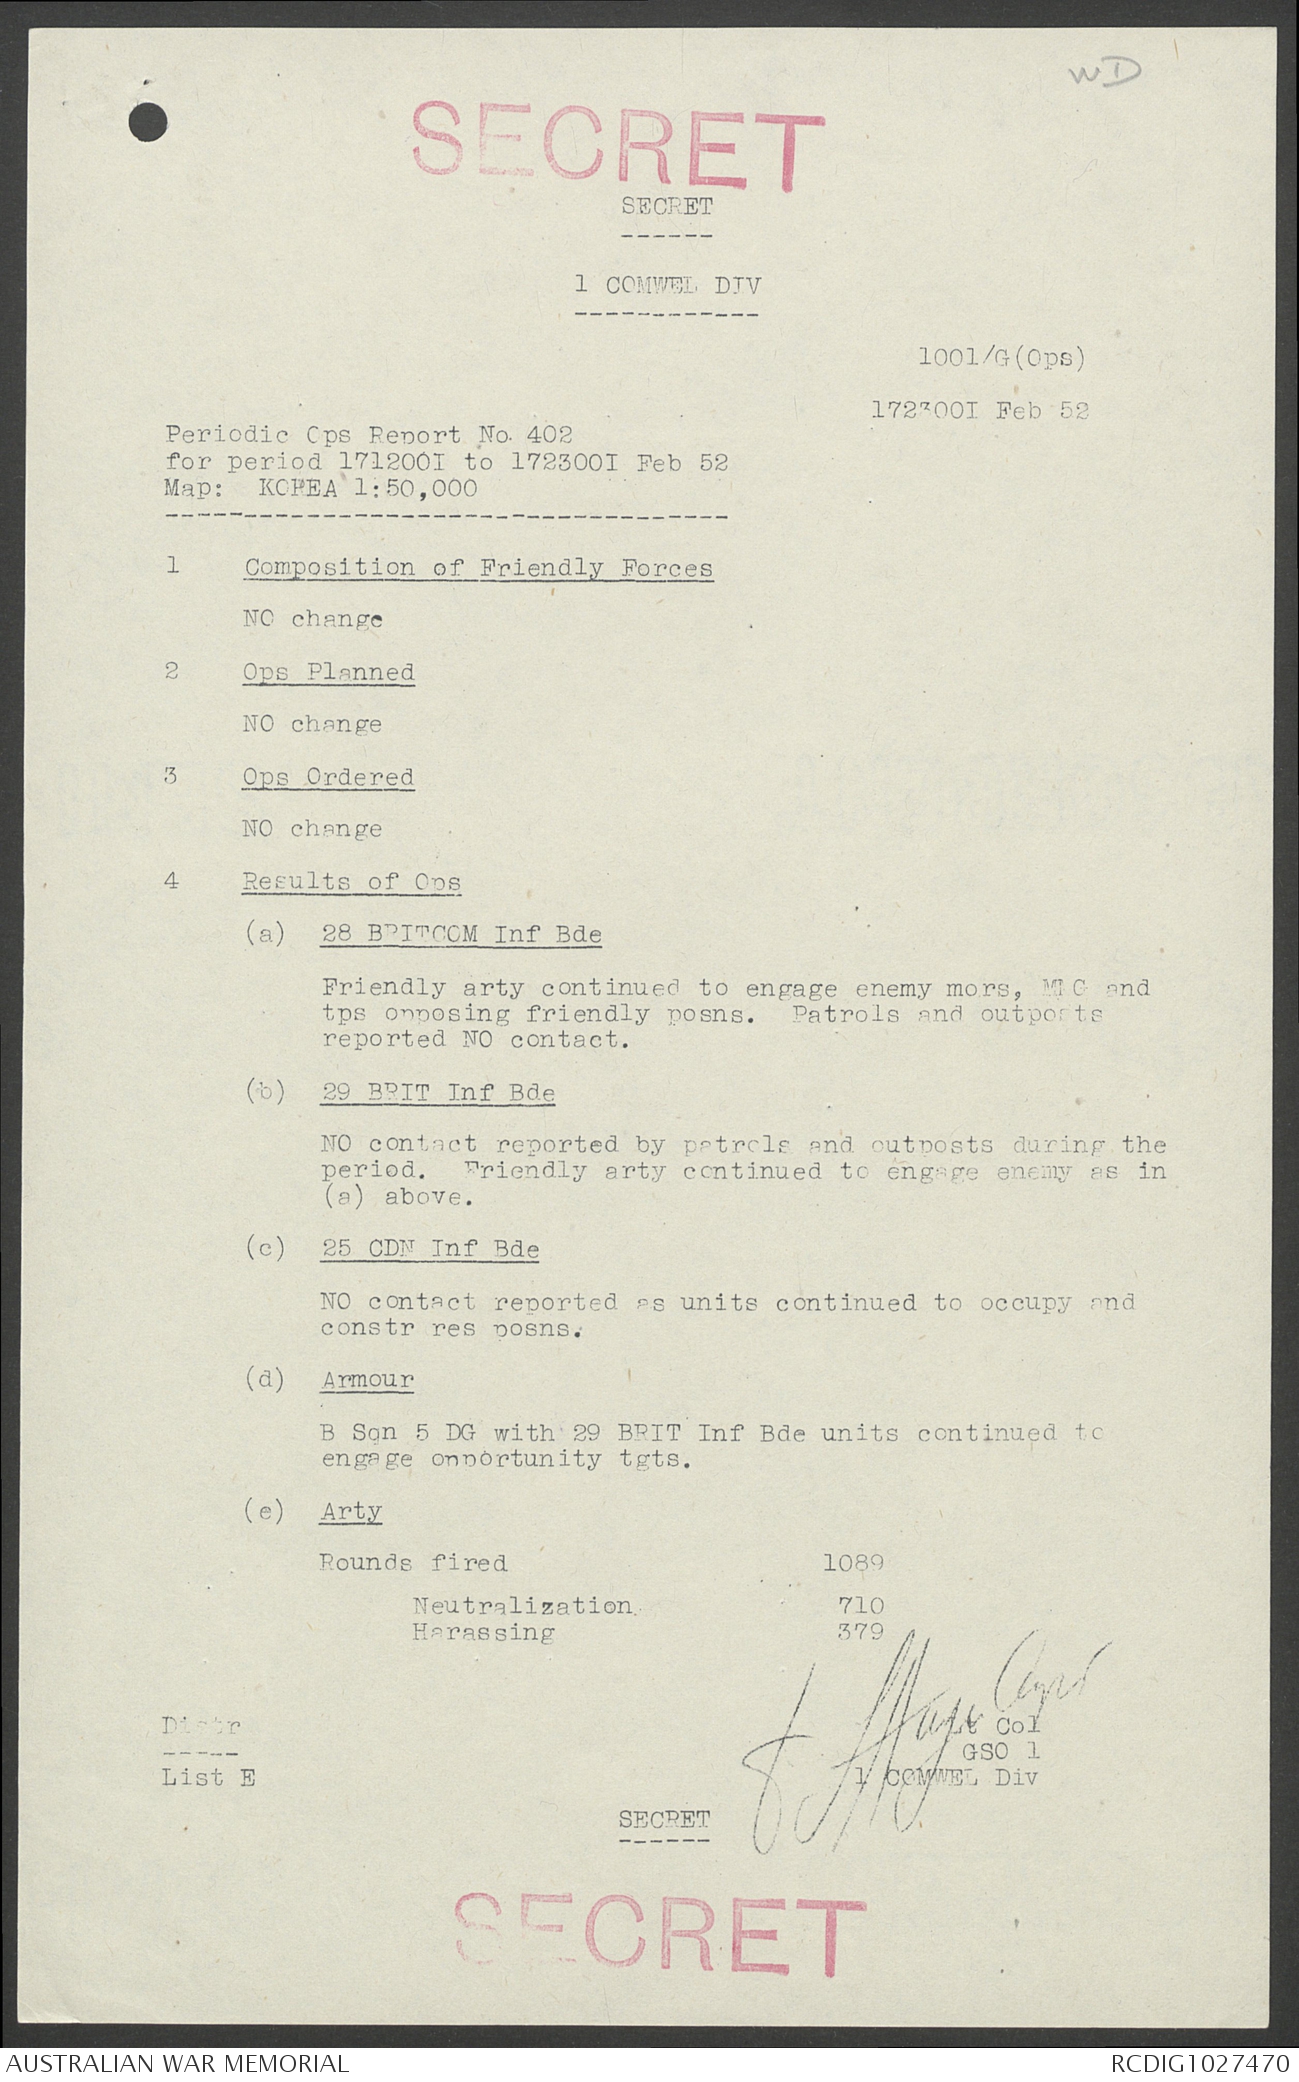 WD
SECRET
SECRET
------
1 COMWEL DIV
------------
1001/G(Ops)
172300I Feb 52
Periodic Ops Report No. 402
for period 171200I to 172300I Feb 52
Map: KOREA 1:50,000
------------------------------------
1 Composition of Friendly Forces
NO change
2 Ops Planned
NO change
3 Ops Ordered
NO change
4 Results of Ops
(a) 28 BRITCOM Inf Bde
Friendly arty continued to engage enemy mors, and
tps opposing friendly posns. Patrols and outposts
reported NO contact.
(b) 29 BRIT Inf Bde
NO contact reported by patrols and outposts during the
period. Friendly arty continued to engage enemy as in
(a) above.
(c) 25 CDN Inf Bde
NO contact reported as units continued to occupy and
constr res posns.
(d) Armour
B Sqn 5 DG with 29 BRIT Inf Bde units continued to
engage opportunity tgts.
(e) Arty
Rounds fired 1089
Neutralization 710
Harassing 379
Distr
-----
List E
Lt Col
GSO 1
1 COMWEL Div
SECRET
------
SECRET
AUSTRALIAN WAR MEMORIAL
RCDIG1027470